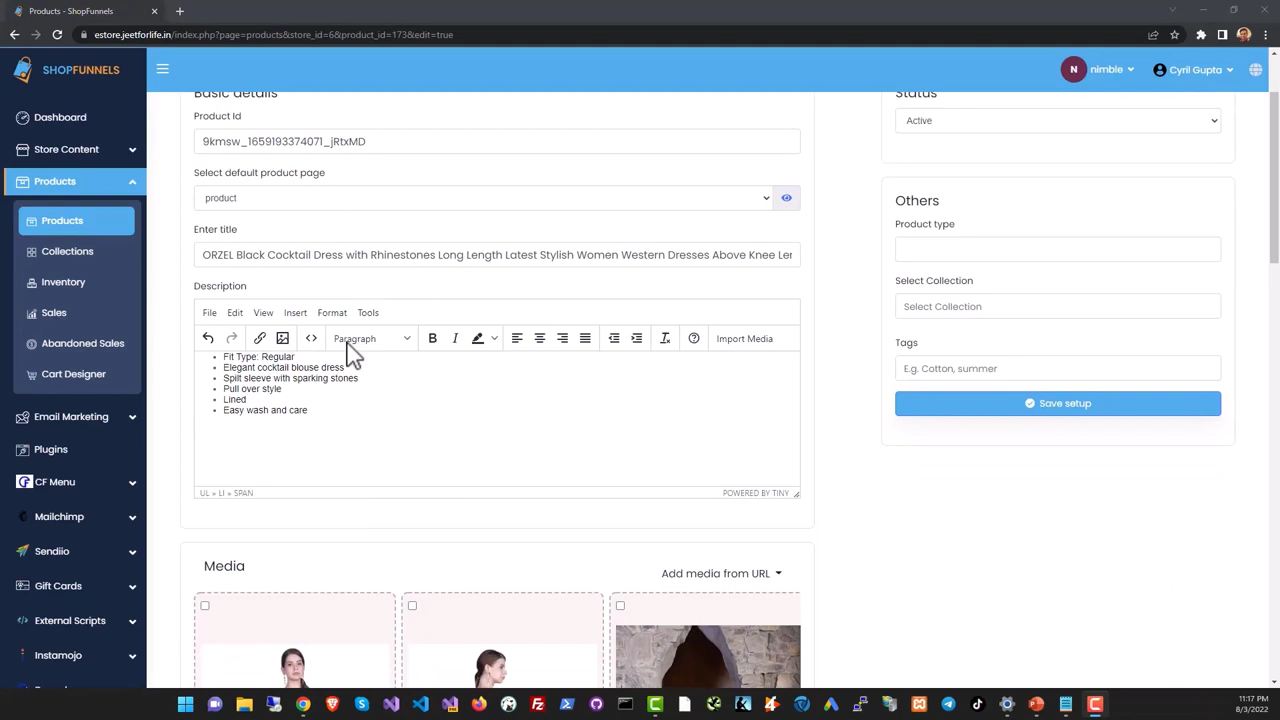 Products - ShopFunnels
estore.jeetforlife.in/index.php?page=products&store_id=6&product_id=173&edit=true
SHOPFUNNELS
N nimble
Cyril Gupta
Dashboard
Store Content
Products
Products
Collections
Inventory
Sales
Abandoned Sales
Cart Designer
Email Marketing
Plugins
CF Menu
Mailchimp
Sendiio
Gift Cards
External Scripts
Instamojo
Basic details
Product Id
9kmsw_1659193374071_jRtxMD
Select default product page
product
Enter title
ORZEL Black Cocktail Dress with Rhinestones Long Length Latest Stylish Women Western Dresses Above Knee Ler
Description
File Edit View Insert Format Tools
Paragraph B I Import Media
Fit Type: Regular
Elegant cocktail blouse dress
Spilt sleeve with sparking stones
Pull over style
Lined
Easy wash and care
UL » LI » SPAN
POWERED BY TINY
Media
Add media from URL
Status
Active
Others
Product type
Select Collection
Select Collection
Tags
E.g. Cotton, summer
Save setup
11:17 PM
8/3/2022